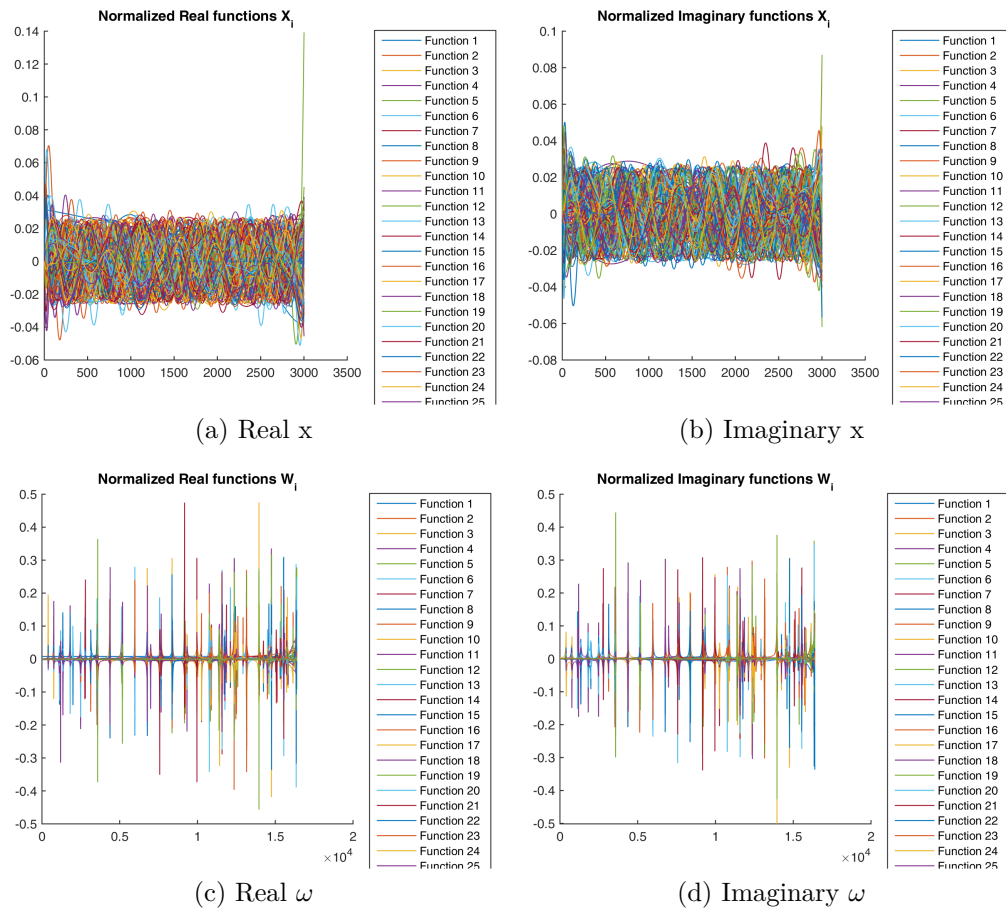 Normalized Real functions X_i
0.14
0.12
0.1
0.08
0.06
0.04
0.02
0
-0.02
-0.04
-0.06
0 500 1000 1500 2000 2500 3000 3500
Function 1
Function 2
Function 3
Function 4
Function 5
Function 6
Function 7
Function 8
Function 9
Function 10
Function 11
Function 12
Function 13
Function 14
Function 15
Function 16
Function 17
Function 18
Function 19
Function 20
Function 21
Function 22
Function 23
Function 24
Function 25
(a) Real x
Normalized Imaginary functions X_i
0.1
0.08
0.06
0.04
0.02
0
-0.02
-0.04
-0.06
-0.08
0 500 1000 1500 2000 2500 3000 3500
Function 1
Function 2
Function 3
Function 4
Function 5
Function 6
Function 7
Function 8
Function 9
Function 10
Function 11
Function 12
Function 13
Function 14
Function 15
Function 16
Function 17
Function 18
Function 19
Function 20
Function 21
Function 22
Function 23
Function 24
Function 25
(b) Imaginary x
Normalized Real functions W_i
0.5
0.4
0.3
0.2
0.1
0
-0.1
-0.2
-0.3
-0.4
-0.5
0 0.5 1 1.5 2
×10^4
Function 1
Function 2
Function 3
Function 4
Function 5
Function 6
Function 7
Function 8
Function 9
Function 10
Function 11
Function 12
Function 13
Function 14
Function 15
Function 16
Function 17
Function 18
Function 19
Function 20
Function 21
Function 22
Function 23
Function 24
Function 25
(c) Real ω
Normalized Imaginary functions W_i
0.5
0.4
0.3
0.2
0.1
0
-0.1
-0.2
-0.3
-0.4
-0.5
0 0.5 1 1.5 2
×10^4
Function 1
Function 2
Function 3
Function 4
Function 5
Function 6
Function 7
Function 8
Function 9
Function 10
Function 11
Function 12
Function 13
Function 14
Function 15
Function 16
Function 17
Function 18
Function 19
Function 20
Function 21
Function 22
Function 23
Function 24
Function 25
(d) Imaginary ω